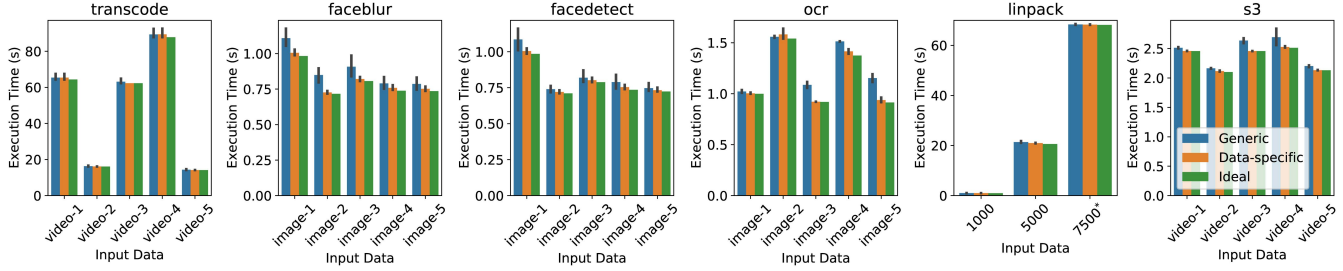 transcode
Execution Time (s)
80
60
40
20
0
video-1
video-2
video-3
video-4
video-5
Input Data
faceblur
Execution Time (s)
1.00
0.75
0.50
0.25
0.00
image-1
image-2
image-3
image-4
image-5
Input Data
facedetect
Execution Time (s)
1.00
0.75
0.50
0.25
0.00
image-1
image-2
image-3
image-4
image-5
Input Data
ocr
Execution Time (s)
1.5
1.0
0.5
0.0
image-1
image-2
image-3
image-4
image-5
Input Data
linpack
Execution Time (s)
60
40
20
0
1000
5000
7500*
Input Data
s3
Execution Time (s)
2.5
2.0
1.5
1.0
0.5
0.0
Generic
Data-specific
Ideal
video-1
video-2
video-3
video-4
video-5
Input Data